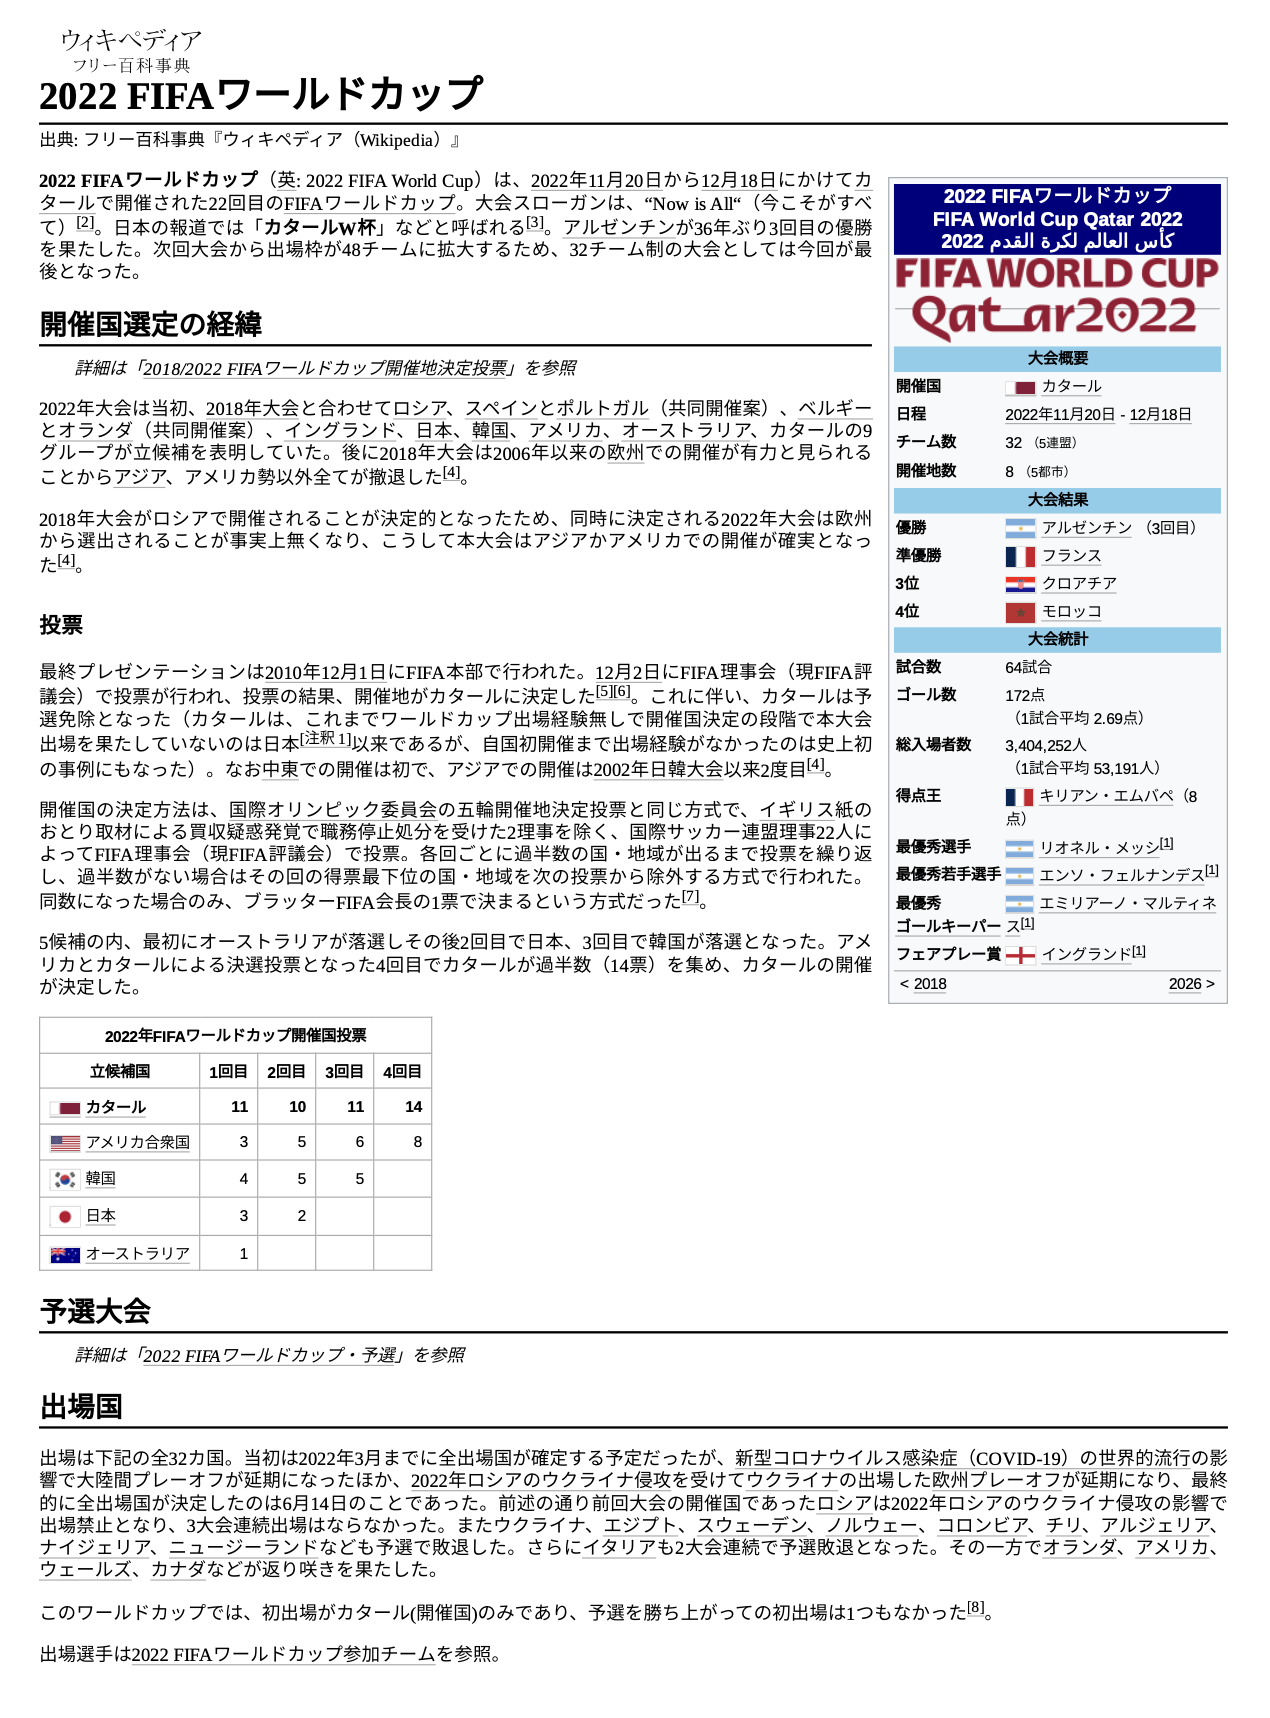 ウィキペディア
フリー百科事典
2022 FIFAワールドカップ
出典: フリー百科事典『ウィキペディア（Wikipedia）』
2022 FIFAワールドカップ（英: 2022 FIFA World Cup）は、2022年11月20日から12月18日にかけてカ
タールで開催された22回目のFIFAワールドカップ。大会スローガンは、“Now is All“（今こそがすべ
て）[2]。日本の報道では「カタールW杯」などと呼ばれる[3]。アルゼンチンが36年ぶり3回目の優勝
を果たした。次回大会から出場枠が48チームに拡大するため、32チーム制の大会としては今回が最
後となった。
開催国選定の経緯
詳細は「2018/2022 FIFAワールドカップ開催地決定投票」を参照
2022年大会は当初、2018年大会と合わせてロシア、スペインとポルトガル（共同開催案）、ベルギー
とオランダ（共同開催案）、イングランド、日本、韓国、アメリカ、オーストラリア、カタールの9
グループが立候補を表明していた。後に2018年大会は2006年以来の欧州での開催が有力と見られる
ことからアジア、アメリカ勢以外全てが撤退した[4]。
2018年大会がロシアで開催されることが決定的となったため、同時に決定される2022年大会は欧州
から選出されることが事実上無くなり、こうして本大会はアジアかアメリカでの開催が確実となっ
た[4]。
投票
最終プレゼンテーションは2010年12月1日にFIFA本部で行われた。12月2日にFIFA理事会（現FIFA評
議会）で投票が行われ、投票の結果、開催地がカタールに決定した[5][6]。これに伴い、カタールは予
選免除となった（カタールは、これまでワールドカップ出場経験無しで開催国決定の段階で本大会
出場を果たしていないのは日本[注釈 1]以来であるが、自国初開催まで出場経験がなかったのは史上初
の事例にもなった）。なお中東での開催は初で、アジアでの開催は2002年日韓大会以来2度目[4]。
開催国の決定方法は、国際オリンピック委員会の五輪開催地決定投票と同じ方式で、イギリス紙の
おとり取材による買収疑惑発覚で職務停止処分を受けた2理事を除く、国際サッカー連盟理事22人に
よってFIFA理事会（現FIFA評議会）で投票。各回ごとに過半数の国・地域が出るまで投票を繰り返
し、過半数がない場合はその回の得票最下位の国・地域を次の投票から除外する方式で行われた。
同数になった場合のみ、ブラッターFIFA会長の1票で決まるという方式だった[7]。
5候補の内、最初にオーストラリアが落選しその後2回目で日本、3回目で韓国が落選となった。アメ
リカとカタールによる決選投票となった4回目でカタールが過半数（14票）を集め、カタールの開催
が決定した。
2022 FIFAワールドカップ
FIFA World Cup Qatar 2022
كأس العالم لكرة القدم 2022
FIFA WORLD CUP
Qatar2022
大会概要
開催国 カタール
日程 2022年11月20日 - 12月18日
チーム数 32 （5連盟）
開催地数 8 （5都市）
大会結果
優勝 アルゼンチン （3回目）
準優勝 フランス
3位 クロアチア
4位 モロッコ
大会統計
試合数 64試合
ゴール数 172点
（1試合平均 2.69点）
総入場者数 3,404,252人
（1試合平均 53,191人）
得点王 キリアン・エムバペ（8
点）
最優秀選手 リオネル・メッシ[1]
最優秀若手選手 エンソ・フェルナンデス[1]
最優秀 エミリアーノ・マルティネ
ゴールキーパー ス[1]
フェアプレー賞 イングランド[1]
< 2018 2026 >
2022年FIFAワールドカップ開催国投票
立候補国 1回目 2回目 3回目 4回目
カタール 11 10 11 14
アメリカ合衆国 3 5 6 8
韓国 4 5 5
日本 3 2
オーストラリア 1
予選大会
詳細は「2022 FIFAワールドカップ・予選」を参照
出場国
出場は下記の全32カ国。当初は2022年3月までに全出場国が確定する予定だったが、新型コロナウイルス感染症（COVID-19）の世界的流行の影
響で大陸間プレーオフが延期になったほか、2022年ロシアのウクライナ侵攻を受けてウクライナの出場した欧州プレーオフが延期になり、最終
的に全出場国が決定したのは6月14日のことであった。前述の通り前回大会の開催国であったロシアは2022年ロシアのウクライナ侵攻の影響で
出場禁止となり、3大会連続出場はならなかった。またウクライナ、エジプト、スウェーデン、ノルウェー、コロンビア、チリ、アルジェリア、
ナイジェリア、ニュージーランドなども予選で敗退した。さらにイタリアも2大会連続で予選敗退となった。その一方でオランダ、アメリカ、
ウェールズ、カナダなどが返り咲きを果たした。
このワールドカップでは、初出場がカタール(開催国)のみであり、予選を勝ち上がっての初出場は1つもなかった[8]。
出場選手は2022 FIFAワールドカップ参加チームを参照。